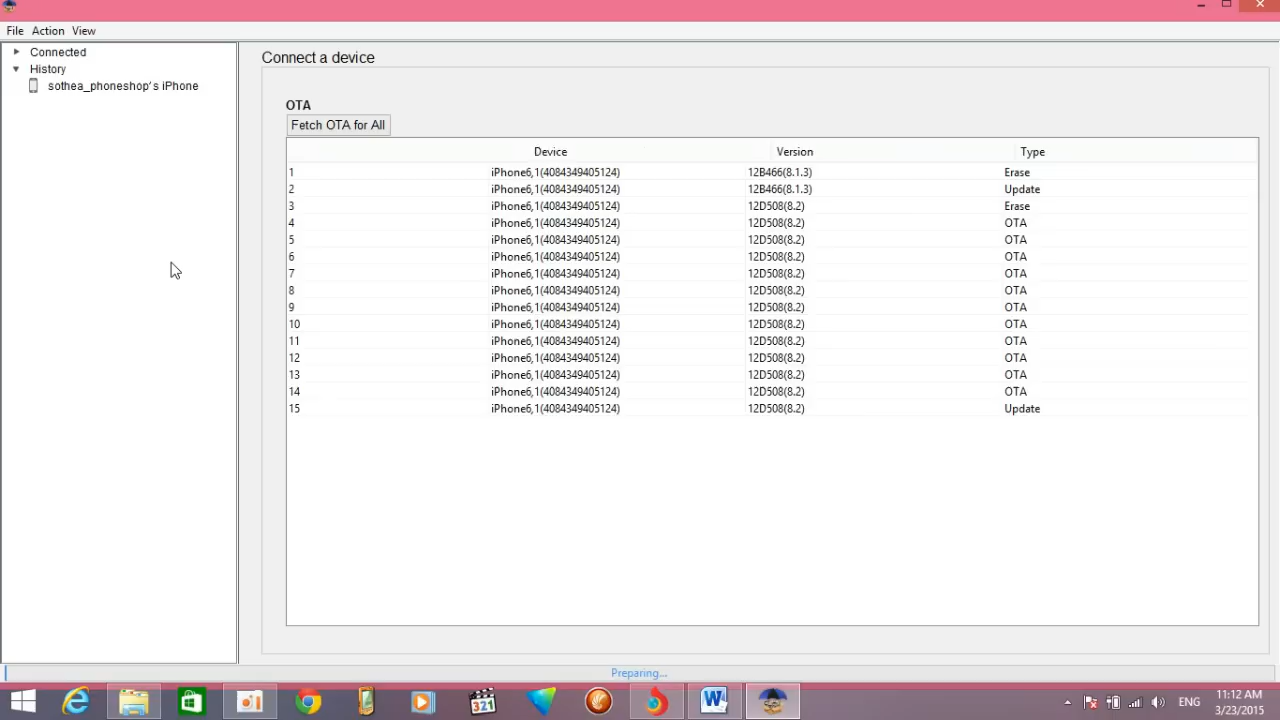 File Action View
Connected
History
sothea_phoneshop's iPhone
Connect a device
OTA
Fetch OTA for All
Device Version Type
1 iPhone6,1(4084349405124) 12B466(8.1.3) Erase
2 iPhone6,1(4084349405124) 12B466(8.1.3) Update
3 iPhone6,1(4084349405124) 12D508(8.2) Erase
4 iPhone6,1(4084349405124) 12D508(8.2) OTA
5 iPhone6,1(4084349405124) 12D508(8.2) OTA
6 iPhone6,1(4084349405124) 12D508(8.2) OTA
7 iPhone6,1(4084349405124) 12D508(8.2) OTA
8 iPhone6,1(4084349405124) 12D508(8.2) OTA
9 iPhone6,1(4084349405124) 12D508(8.2) OTA
10 iPhone6,1(4084349405124) 12D508(8.2) OTA
11 iPhone6,1(4084349405124) 12D508(8.2) OTA
12 iPhone6,1(4084349405124) 12D508(8.2) OTA
13 iPhone6,1(4084349405124) 12D508(8.2) OTA
14 iPhone6,1(4084349405124) 12D508(8.2) OTA
15 iPhone6,1(4084349405124) 12D508(8.2) Update
Preparing...
321
W
ENG
11:12 AM
3/23/2015